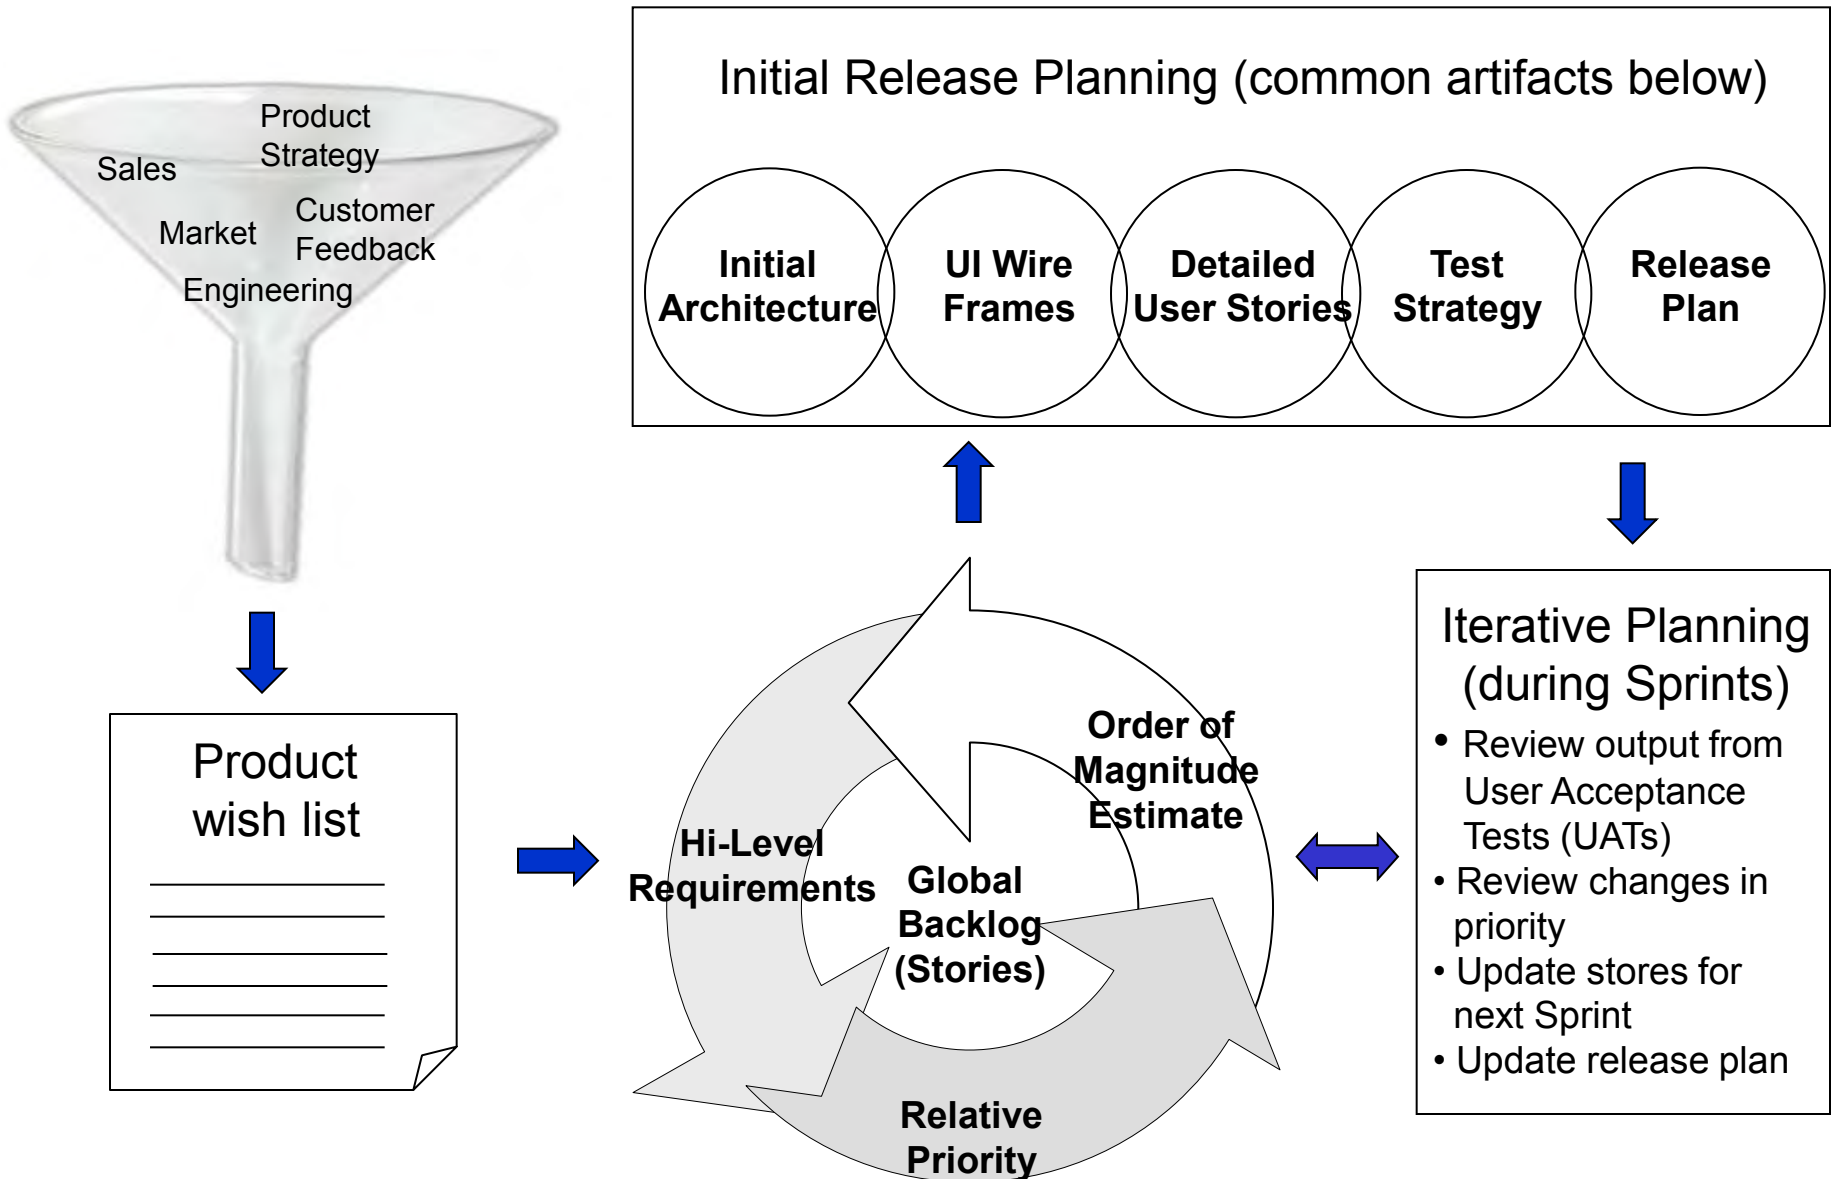 Product
Strategy
Sales
Customer
Feedback
Market
Engineering
Initial Release Planning (common artifacts below)
Initial
Architecture
UI Wire
Frames
Detailed
User Stories
Test
Strategy
Release
Plan
Product
wish list
Hi-Level
Requirements
Order of
Magnitude
Estimate
Global
Backlog
(Stories)
Relative
Priority
Iterative Planning
(during Sprints)
• Review output from
User Acceptance
Tests (UATs)
• Review changes in
priority
• Update stores for
next Sprint
• Update release plan